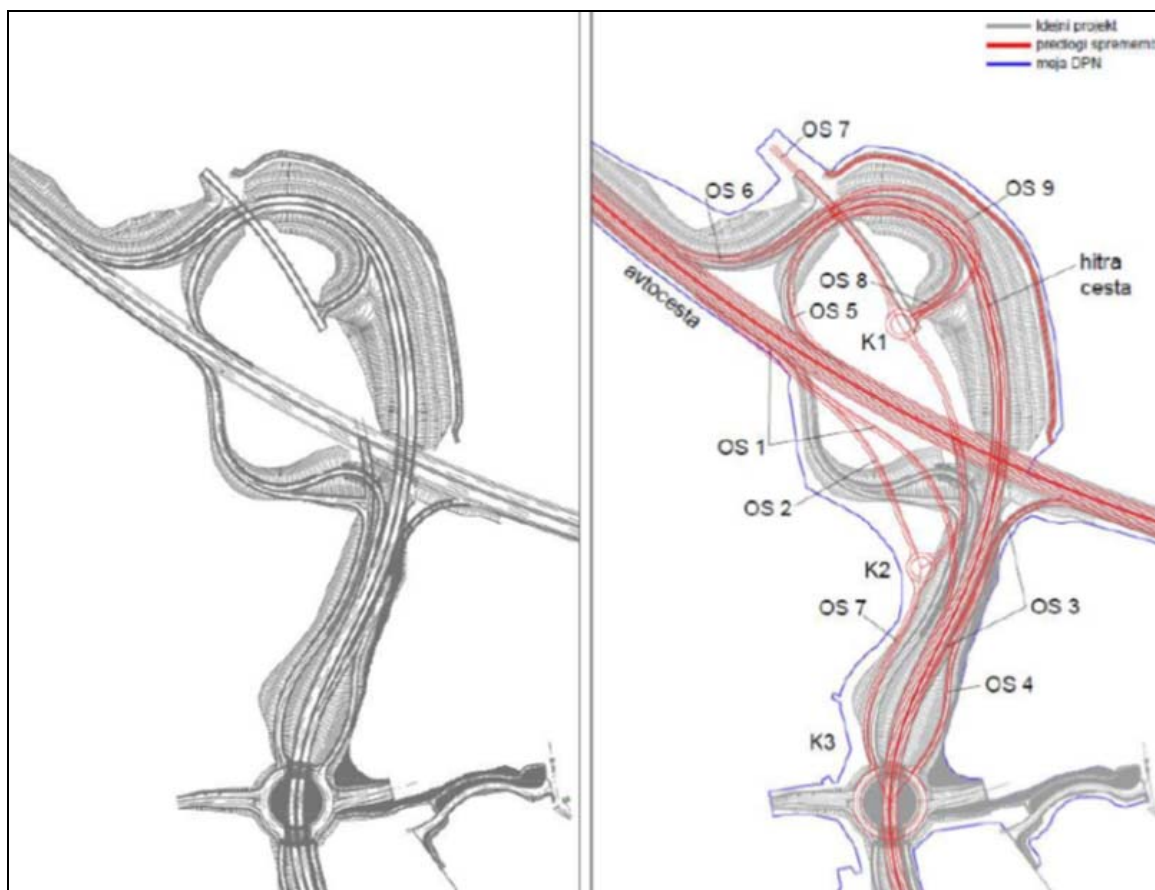 Idejni projekt
predlogi sprememb
meja DPN
OS 7
OS 6
OS 9
hitra
cesta
avtocesta
OS 8
OS 5
K1
OS 1
OS 2
K2
OS 7
OS 3
OS 4
K3